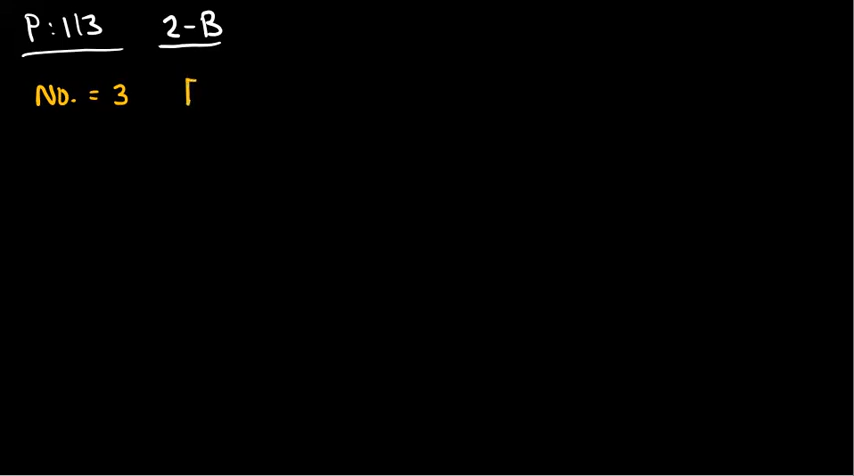 P:113 2-B
No. = 3 [